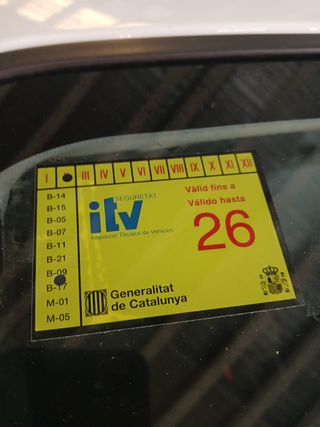 I III IV V VI VII VIII IX X XI XII
B-14
B-15
B-05
B-07
B-11
B-21
B-09
B-17
M-01
M-05
SEGURETAT
itv
Inspecció Tècnica de Vehicles
Vàlid fins a
Válido hasta
26
Generalitat
de Catalunya